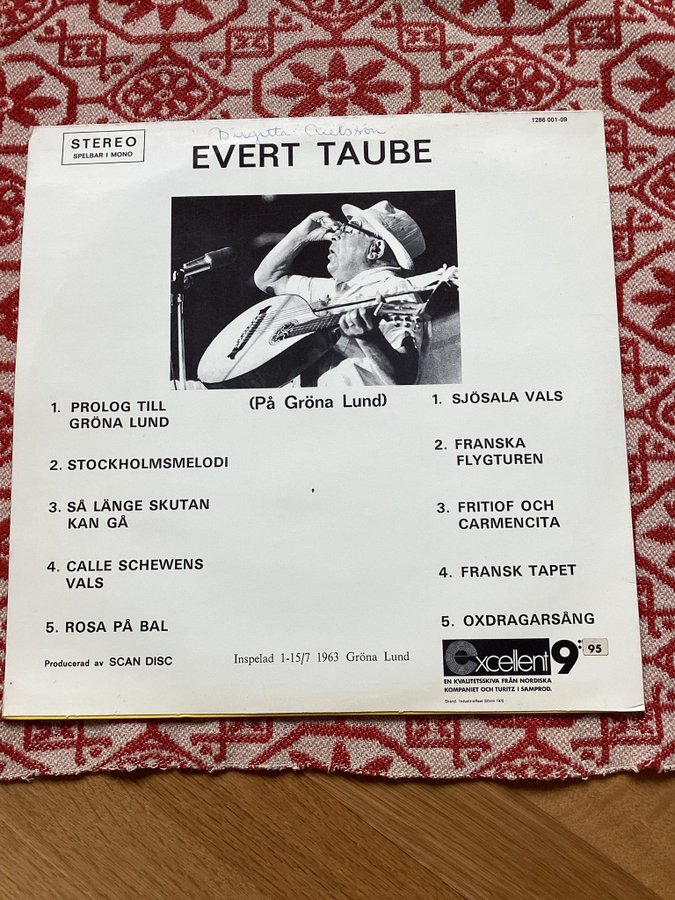 1286 001-09
STEREO
SPELBAR I MONO
Birgitta
EVERT TAUBE
(På Gröna Lund)
1. PROLOG TILL
GRÖNA LUND
2. STOCKHOLMSMELODI
3. SÅ LÄNGE SKUTAN
KAN GÅ
4. CALLE SCHEWENS
VALS
5. ROSA PÅ BAL
1. SJÖSALA VALS
2. FRANSKA
FLYGTUREN
3. FRITIOF OCH
CARMENCITA
4. FRANSK TAPET
5. OXDRAGARSÅNG
Producerad av SCAN DISC
Inspelad 1-15/7 1963 Gröna Lund
excellent 9: 95
EN KVALITETSSKIVA FRÅN NORDISKA
KOMPANIET OCH TURITZ I SAMPROD.